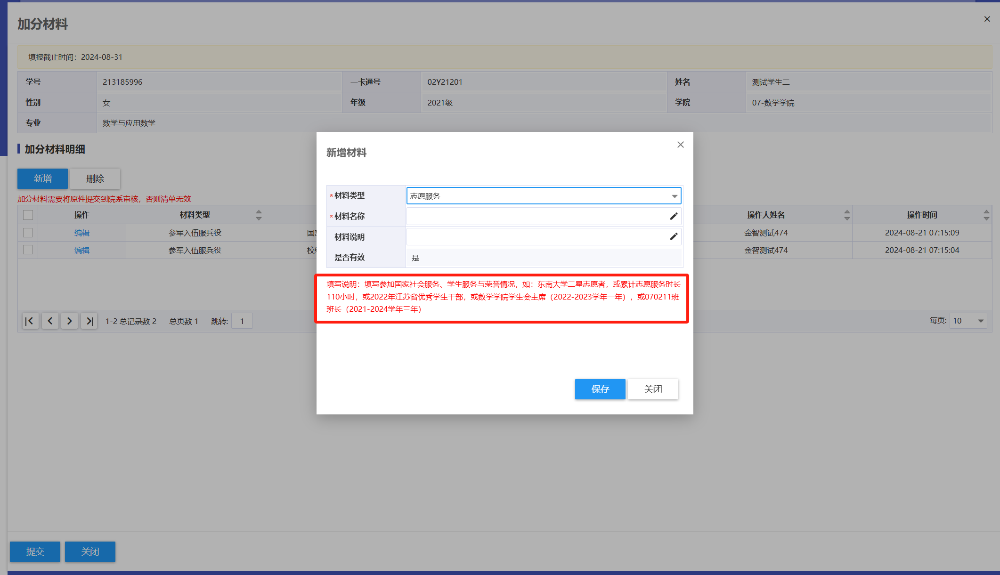 加分材料
填报截止时间：2024-08-31
学号 213185996 一卡通号 02Y21201 姓名 测试学生二
性别 女 年级 2021级 学院 07-数学学院
专业 数学与应用数学
加分材料明细
新增 删除
加分材料需要将原件提交到院系审核，否则清单无效
操作 材料类型 操作人姓名 操作时间
编辑 参军入伍服兵役 金智测试474 2024-08-21 07:15:09
编辑 参军入伍服兵役 校 金智测试474 2024-08-21 07:15:04
1-2 总记录数 2 总页数 1 跳转: 1 每页: 10
新增材料
*材料类型 志愿服务
*材料名称
材料说明
是否有效 是
填写说明：填写参加国家社会服务、学生服务与荣誉情况，如：东南大学二星志愿者，或累计志愿服务时长
110小时，或2022年江苏省优秀学生干部，或数学学院学生会主席（2022-2023学年一年），或070211班
班长（2021-2024学年三年）
保存 关闭
提交 关闭